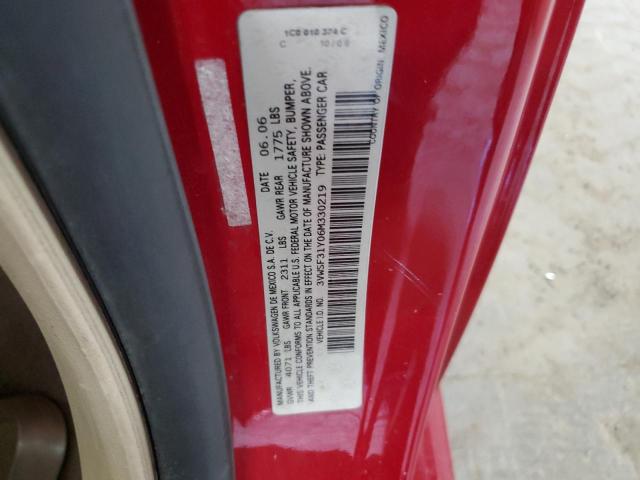 1C0 010 374 C
C 10/06
MANUFACTURED BY VOLKSWAGEN DE MEXICO S.A. DE C.V. DATE 06.06
GVWR 4071 LBS GAWR FRONT 2311 LBS GAWR REAR 1775 LBS
THIS VEHICLE CONFORMS TO ALL APPLICABLE U.S. FEDERAL MOTOR VEHICLE SAFETY, BUMPER,
AND THEFT PREVENTION STANDARDS IN EFFECT ON THE DATE OF MANUFACTURE SHOWN ABOVE.
VEHICLE I.D. NO. 3VWSF31Y06M330219 TYPE: PASSENGER CAR
COUNTRY OF ORIGIN: MEXICO